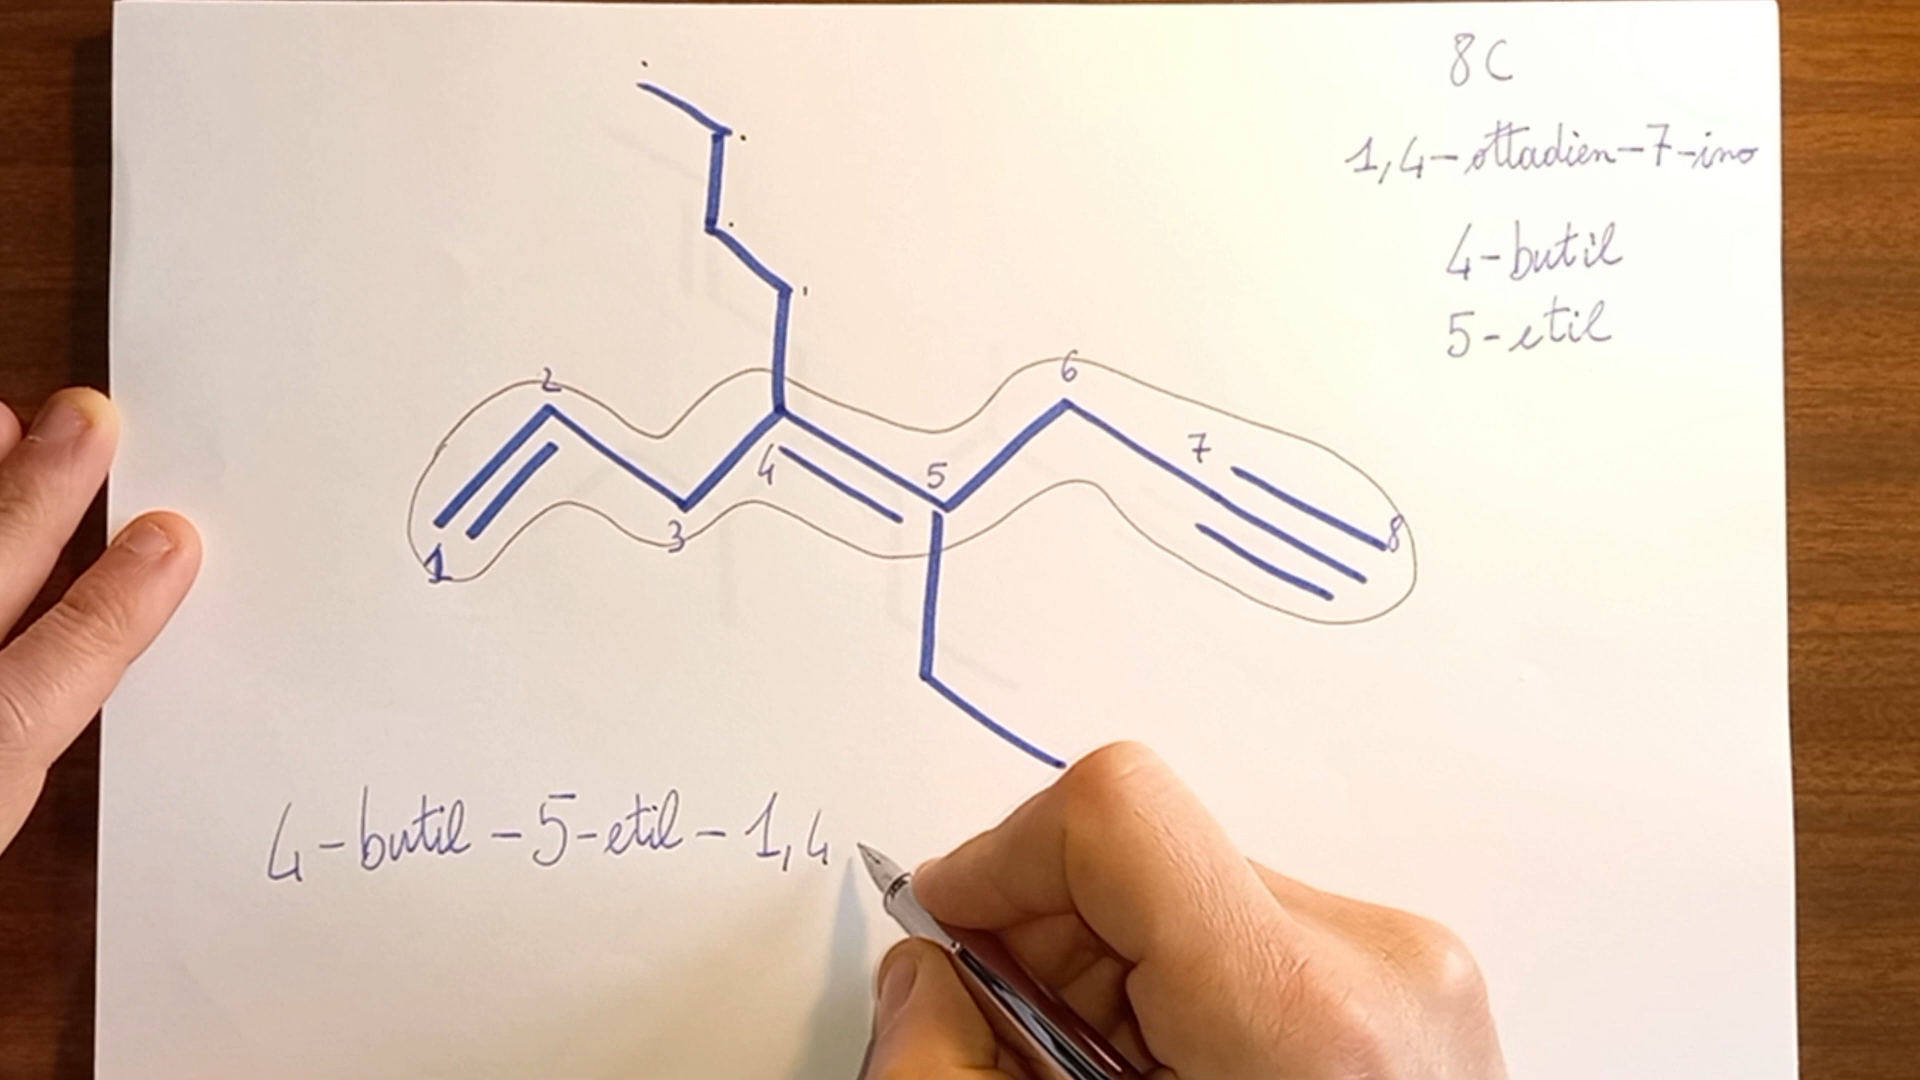 8C
1,4-ottadien-7-ino
4-butil
5-etil
2
6
7
4
5
8
3
1
4-butil-5-etil-1,4